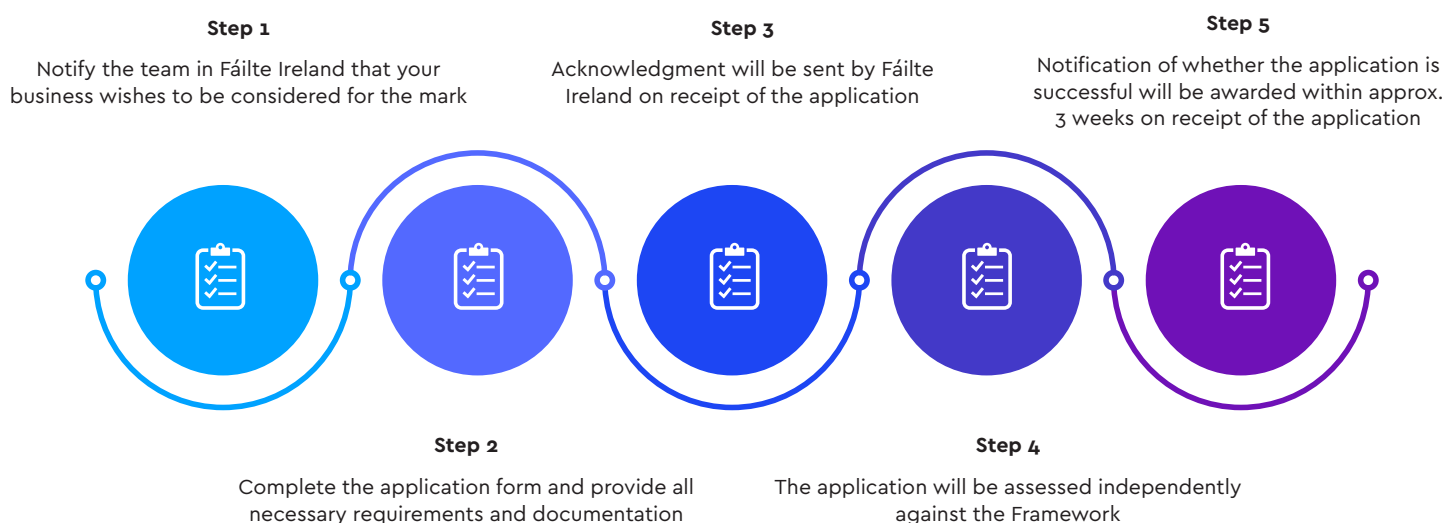 Step 1
Notify the team in Fáilte Ireland that your
business wishes to be considered for the mark
Step 2
Complete the application form and provide all
necessary requirements and documentation
Step 3
Acknowledgment will be sent by Fáilte
Ireland on receipt of the application
Step 4
The application will be assessed independently
against the Framework
Step 5
Notification of whether the application is
successful will be awarded within approx.
3 weeks on receipt of the application